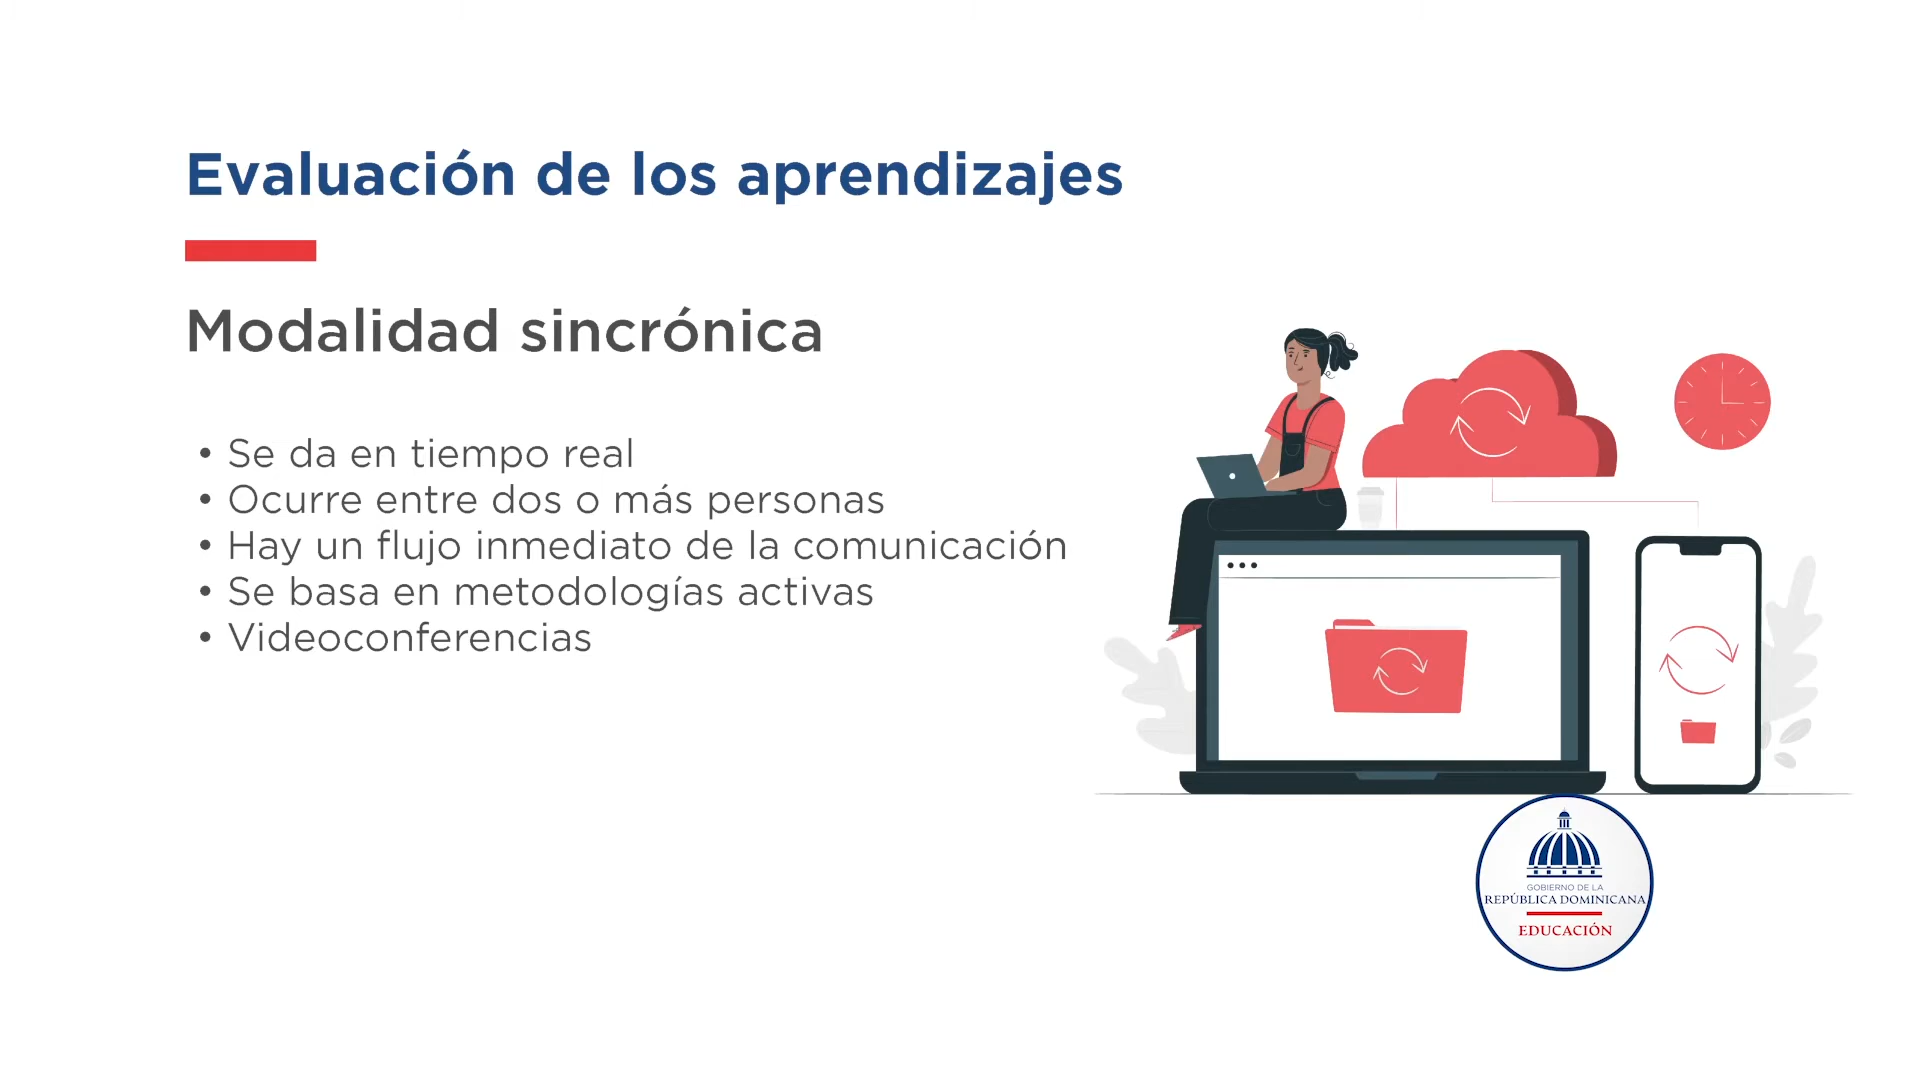 Evaluación de los aprendizajes
Modalidad sincrónica
• Se da en tiempo real
• Ocurre entre dos o más personas
• Hay un flujo inmediato de la comunicación
• Se basa en metodologías activas
• Videoconferencias
GOBIERNO DE LA
REPÚBLICA DOMINICANA
EDUCACIÓN